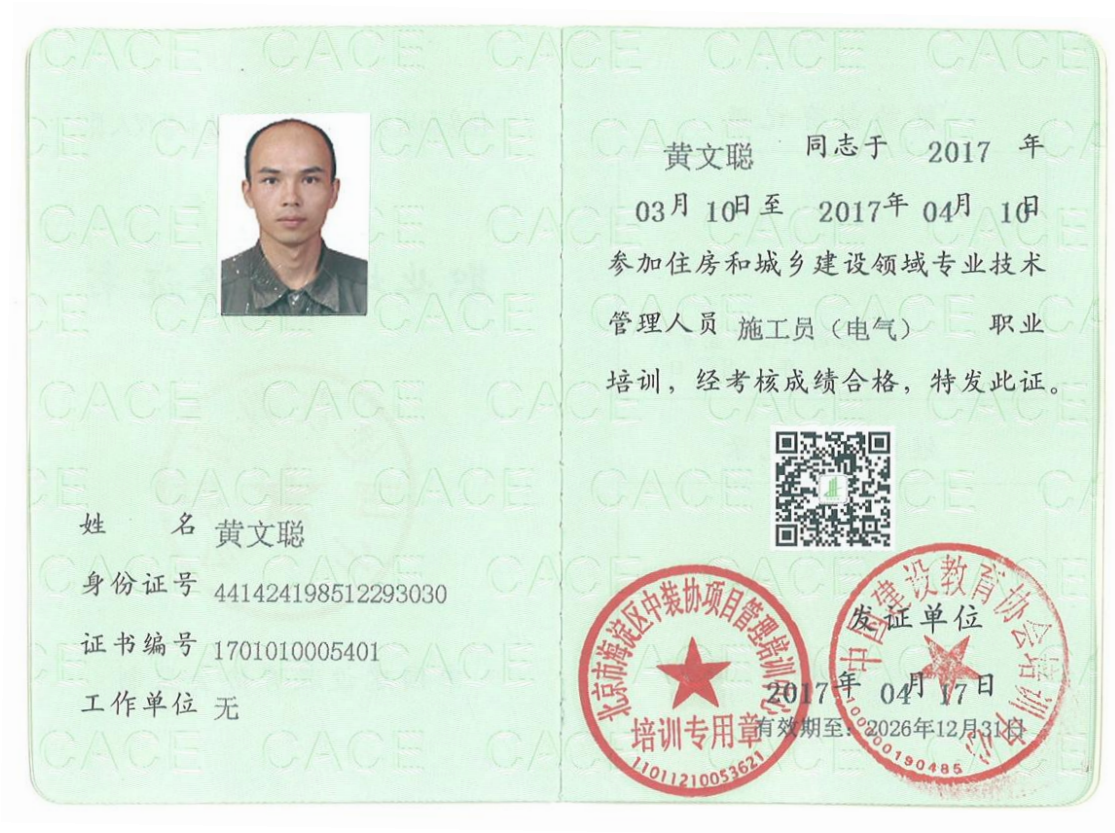 姓 名 黄文聪
身份证号 441424198512293030
证书编号 1701010005401
工作单位 无
黄文聪 同志于 2017 年
03月 10日至 2017年 04月 10日
参加住房和城乡建设领域专业技术
管理人员 施工员（电气） 职业
培训，经考核成绩合格，特发此证。
发证单位
2017年 04月 17日
有效期至：2026年12月31日
北京市海淀区中装协项目管理培训中心
培训专用章
11011210053621
中国建设教育协会培训中心
CACE